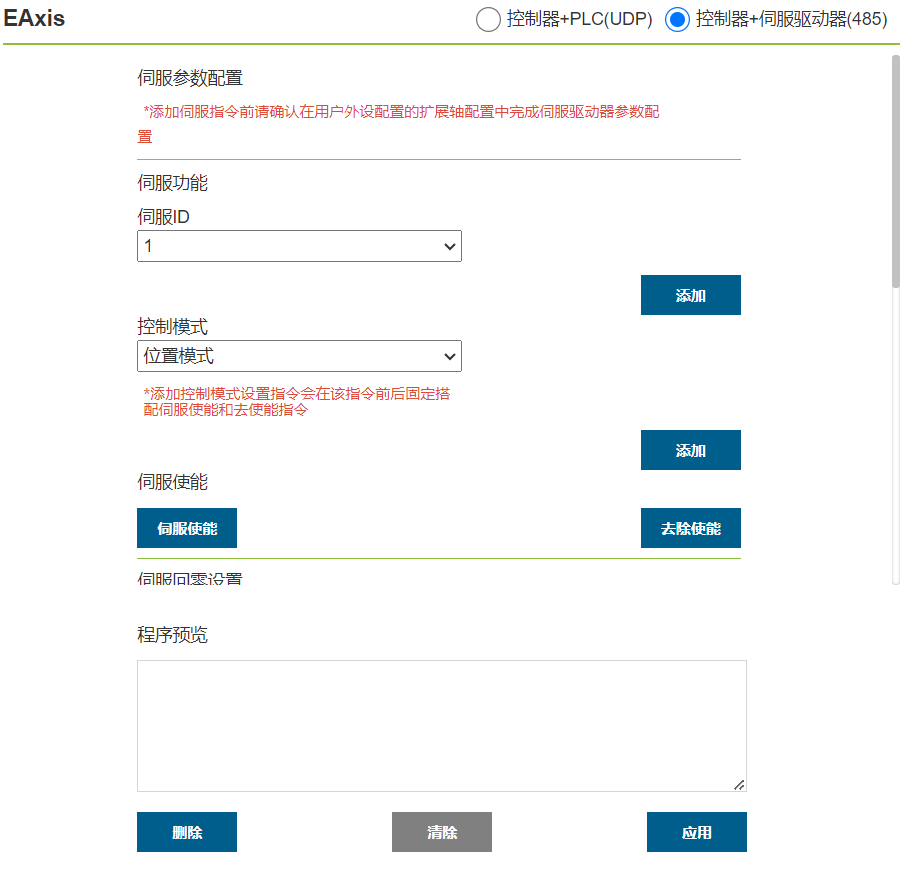 EAxis 控制器+PLC(UDP) 控制器+伺服驱动器(485)
伺服参数配置
*添加伺服指令前请确认在用户外设配置的扩展轴配置中完成伺服驱动器参数配
置
伺服功能
伺服ID
1
添加
控制模式
位置模式
*添加控制模式设置指令会在该指令前后固定搭
配伺服使能和去使能指令
添加
伺服使能
伺服使能 去除使能
伺服回零设置
程序预览
删除 清除 应用